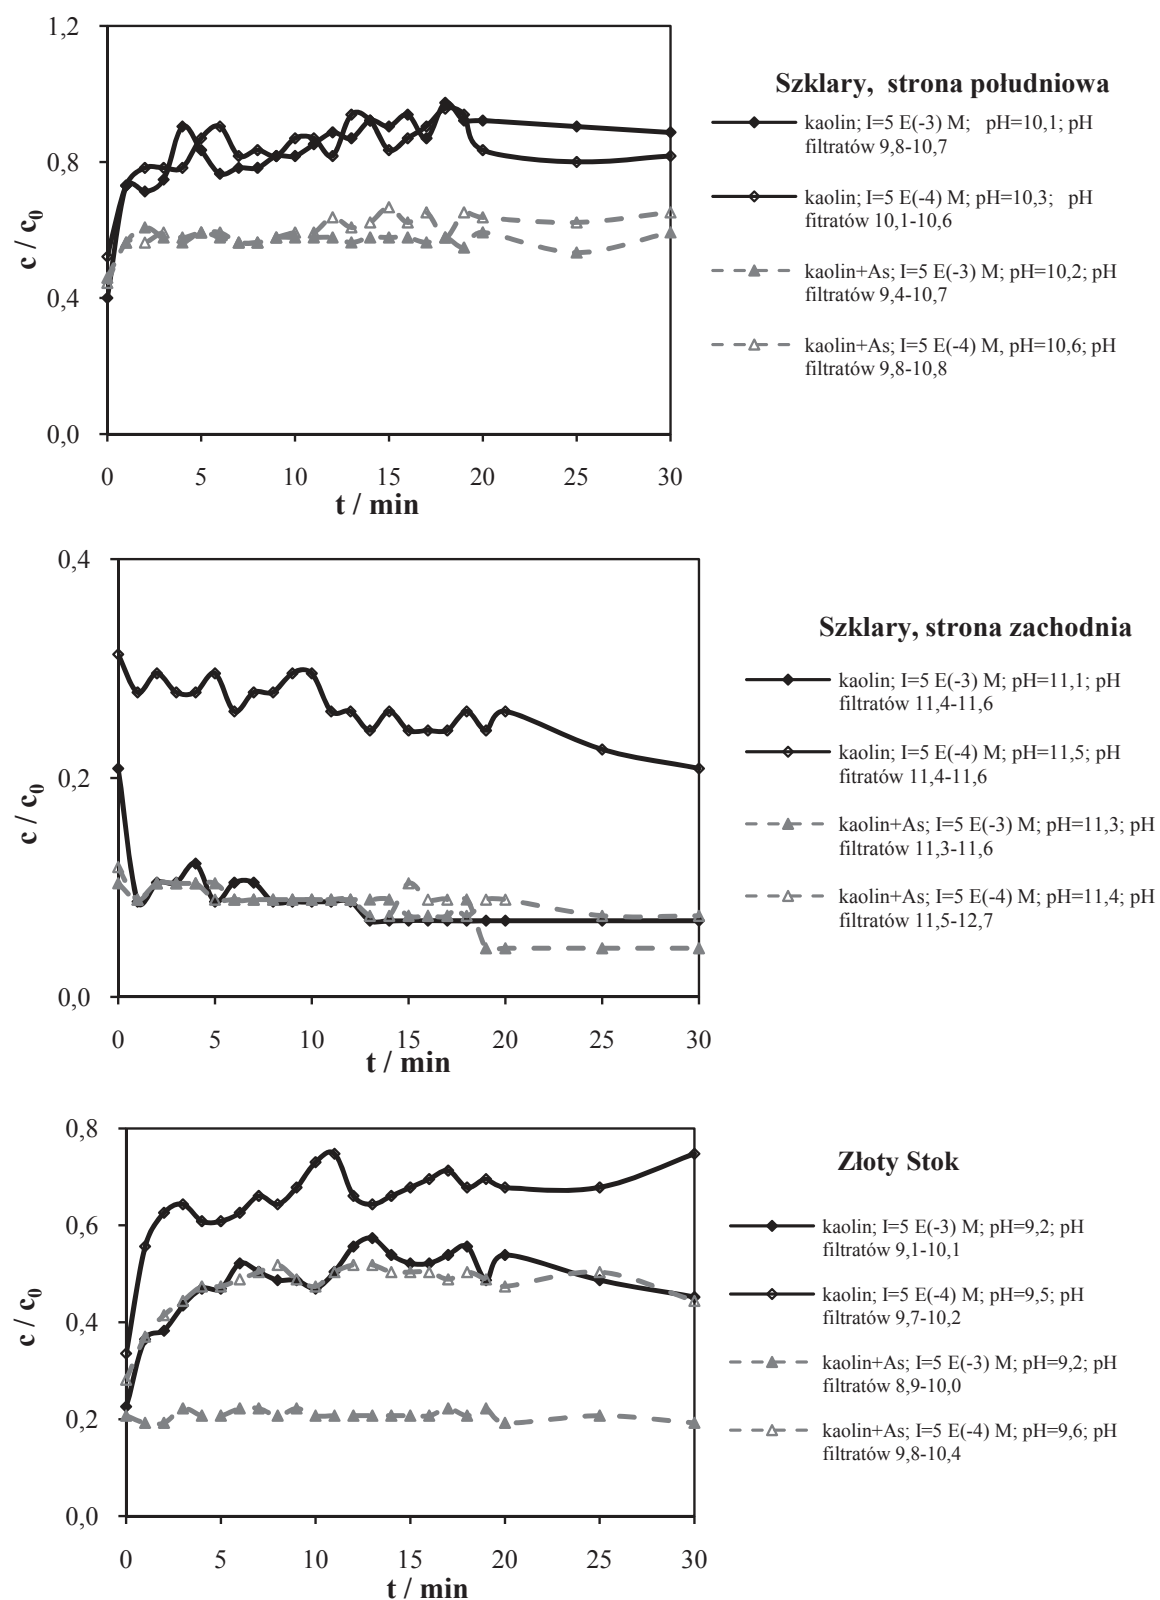 1,2
0,8
0,4
0,0
c / c0
0 5 10 15 20 25 30
t / min
Szklary, strona południowa
kaolin; I=5 E(-3) M; pH=10,1; pH
filtratów 9,8-10,7
kaolin; I=5 E(-4) M; pH=10,3; pH
fitratów 10,1-10,6
kaolin+As; I=5 E(-3) M; pH=10,2; pH
filtratów 9,4-10,7
kaolin+As; I=5 E(-4) M, pH=10,6; pH
filtratów 9,8-10,8
0,4
0,2
0,0
c / c0
0 5 10 15 20 25 30
t / min
Szklary, strona zachodnia
kaolin; I=5 E(-3) M; pH=11,1; pH
filtratów 11,4-11,6
kaolin; I=5 E(-4) M; pH=11,5; pH
fitratów 11,4-11,6
kaolin+As; I=5 E(-3) M; pH=11,3; pH
filtratów 11,3-11,6
kaolin+As; I=5 E(-4) M; pH=11,4; pH
filtratów 11,5-12,7
0,8
0,6
0,4
0,2
0,0
c / c0
0 5 10 15 20 25 30
t / min
Złoty Stok
kaolin; I=5 E(-3) M; pH=9,2; pH
filtratów 9,1-10,1
kaolin; I=5 E(-4) M; pH=9,5; pH
filtratów 9,7-10,2
kaolin+As; I=5 E(-3) M; pH=9,2; pH
filtratów 8,9-10,0
kaolin+As; I=5 E(-4) M; pH=9,6; pH
filtratów 9,8-10,4